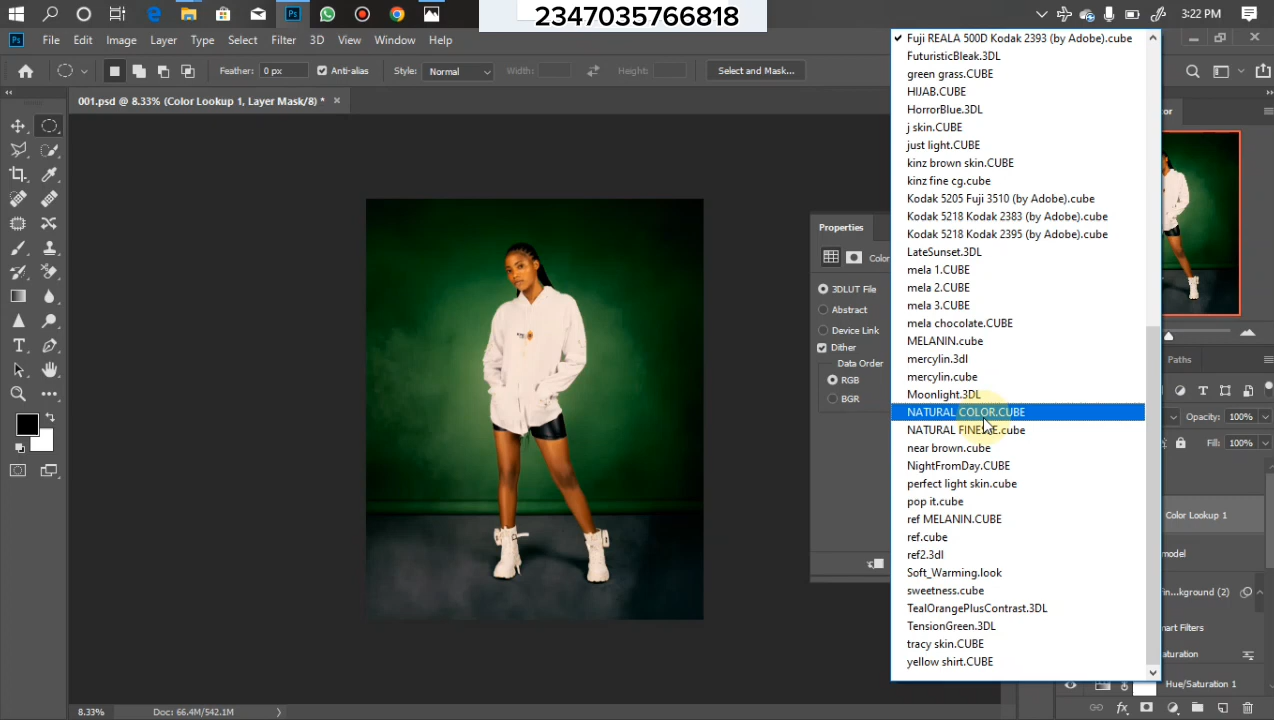 2347035766818
3:22 PM
File Edit Image Layer Type Select Filter 3D View Window Help
Feather: 0 px Anti-alias Style: Normal Width: Height: Select and Mask...
001.psd @ 8.33% (Color Lookup 1, Layer Mask/8) *
Fuji REALA 500D Kodak 2393 (by Adobe).cube
FuturisticBleak.3DL
green grass.CUBE
HIJAB.CUBE
HorrorBlue.3DL
j skin.CUBE
just light.CUBE
kinz brown skin.CUBE
kinz fine cg.cube
Kodak 5205 Fuji 3510 (by Adobe).cube
Kodak 5218 Kodak 2383 (by Adobe).cube
Kodak 5218 Kodak 2395 (by Adobe).cube
LateSunset.3DL
mela 1.CUBE
mela 2.CUBE
mela 3.CUBE
mela chocolate.CUBE
MELANIN.cube
mercylin.3dl
mercylin.cube
Moonlight.3DL
NATURAL COLOR.CUBE
NATURAL FINESSE.cube
near brown.cube
NightFromDay.CUBE
perfect light skin.cube
pop it.cube
ref MELANIN.CUBE
ref.cube
ref2.3dl
Soft_Warming.look
sweetness.cube
TealOrangePlusContrast.3DL
TensionGreen.3DL
tracy skin.CUBE
yellow shirt.CUBE
Properties
Color
3DLUT File
Abstract
Device Link
Dither
Data Order
RGB
BGR
or
Paths
Opacity: 100%
Fill: 100%
Color Lookup 1
model
fin...kground (2)
mart Filters
aturation
Hue/Saturation 1
8.33% Doc: 66.4M/542.1M